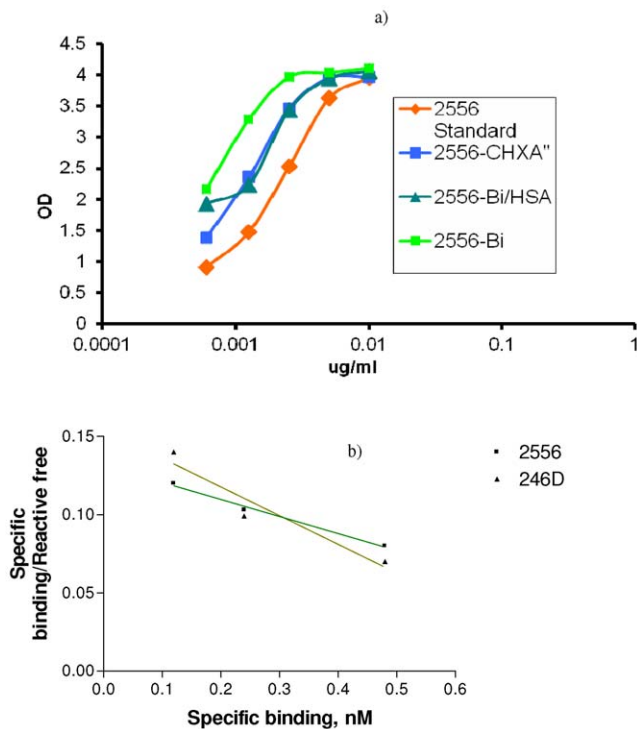 a)
4.5
4
3.5
3
2.5
2
1.5
1
0.5
0
OD
0.0001
0.001
0.01
0.1
1
ug/ml
2556
Standard
2556-CHXA"
2556-Bi/HSA
2556-Bi
b)
0.15
0.10
0.05
0.00
Specific
binding/Reactive free
0.0
0.1
0.2
0.3
0.4
0.5
0.6
Specific binding, nM
2556
246D